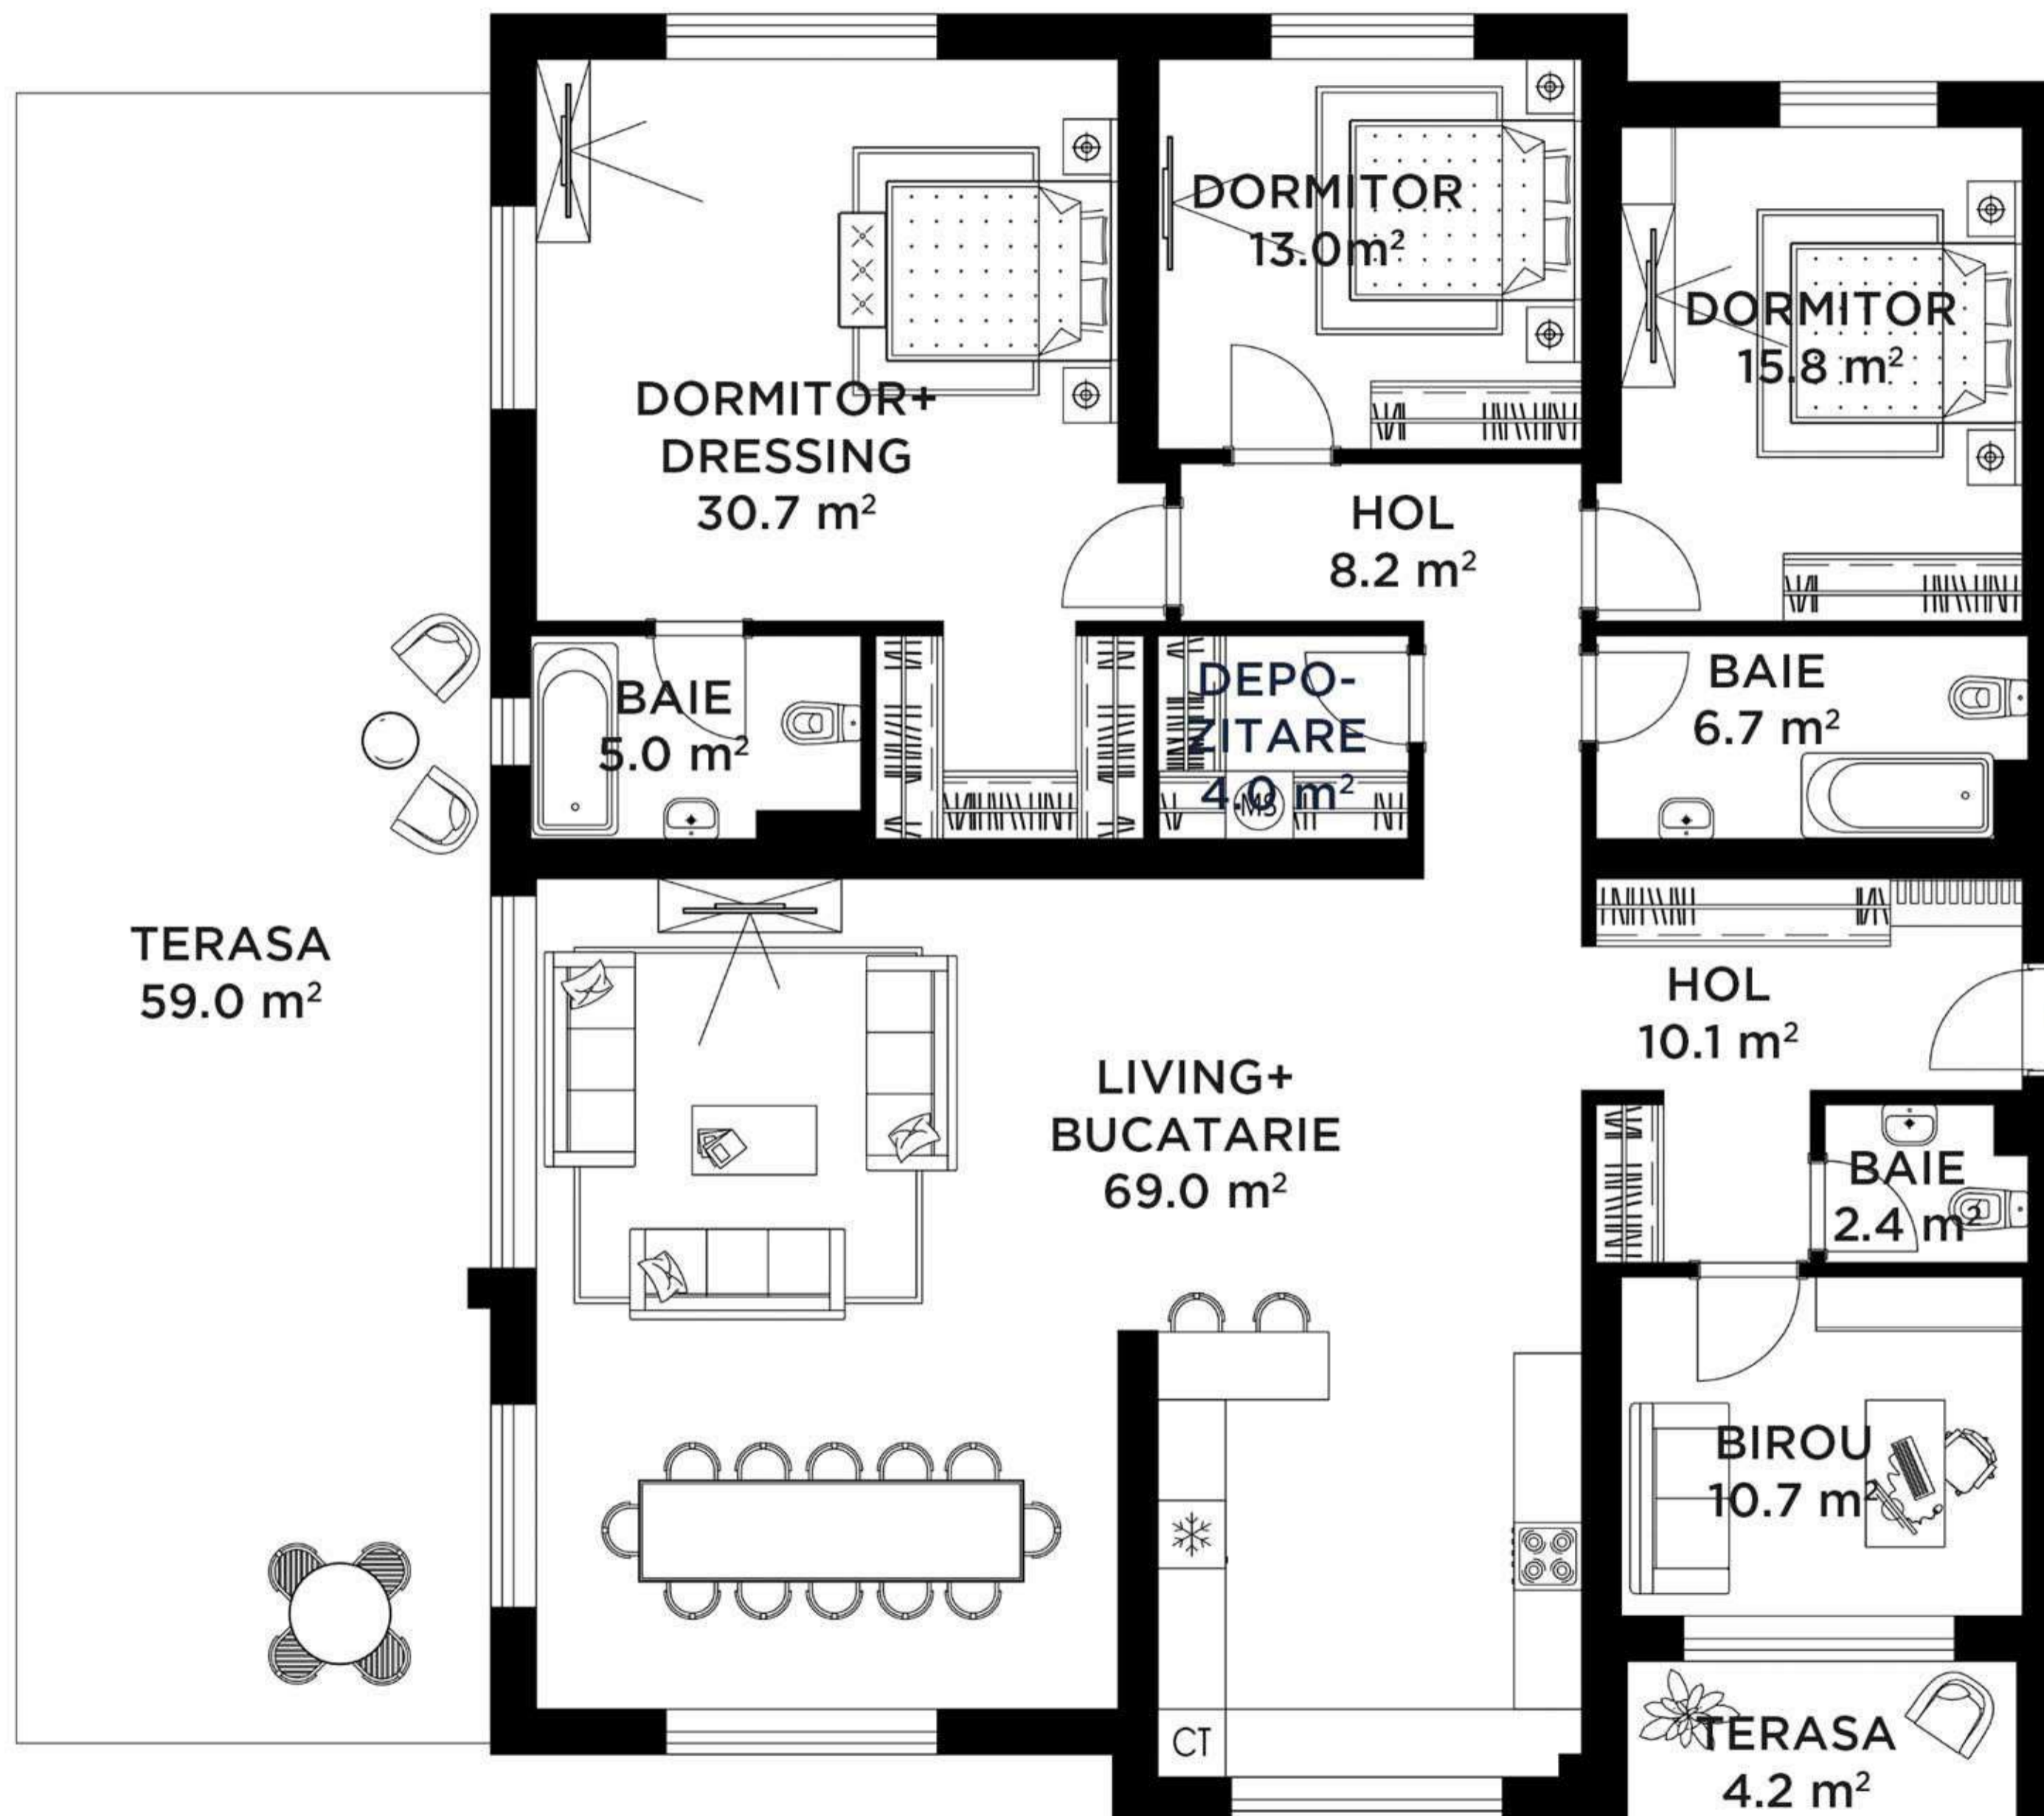 DORMITOR+
DRESSING
30.7 m²
DORMITOR
13.0m²
DORMITOR
15.8 m²
HOL
8.2 m²
BAIE
5.0 m²
DEPO-
ZITARE
4.0 m²
MS
BAIE
6.7 m²
TERASA
59.0 m²
LIVING+
BUCATARIE
69.0 m²
HOL
10.1 m²
BAIE
2.4 m²
BIROU
10.7 m²
CT
TERASA
4.2 m²